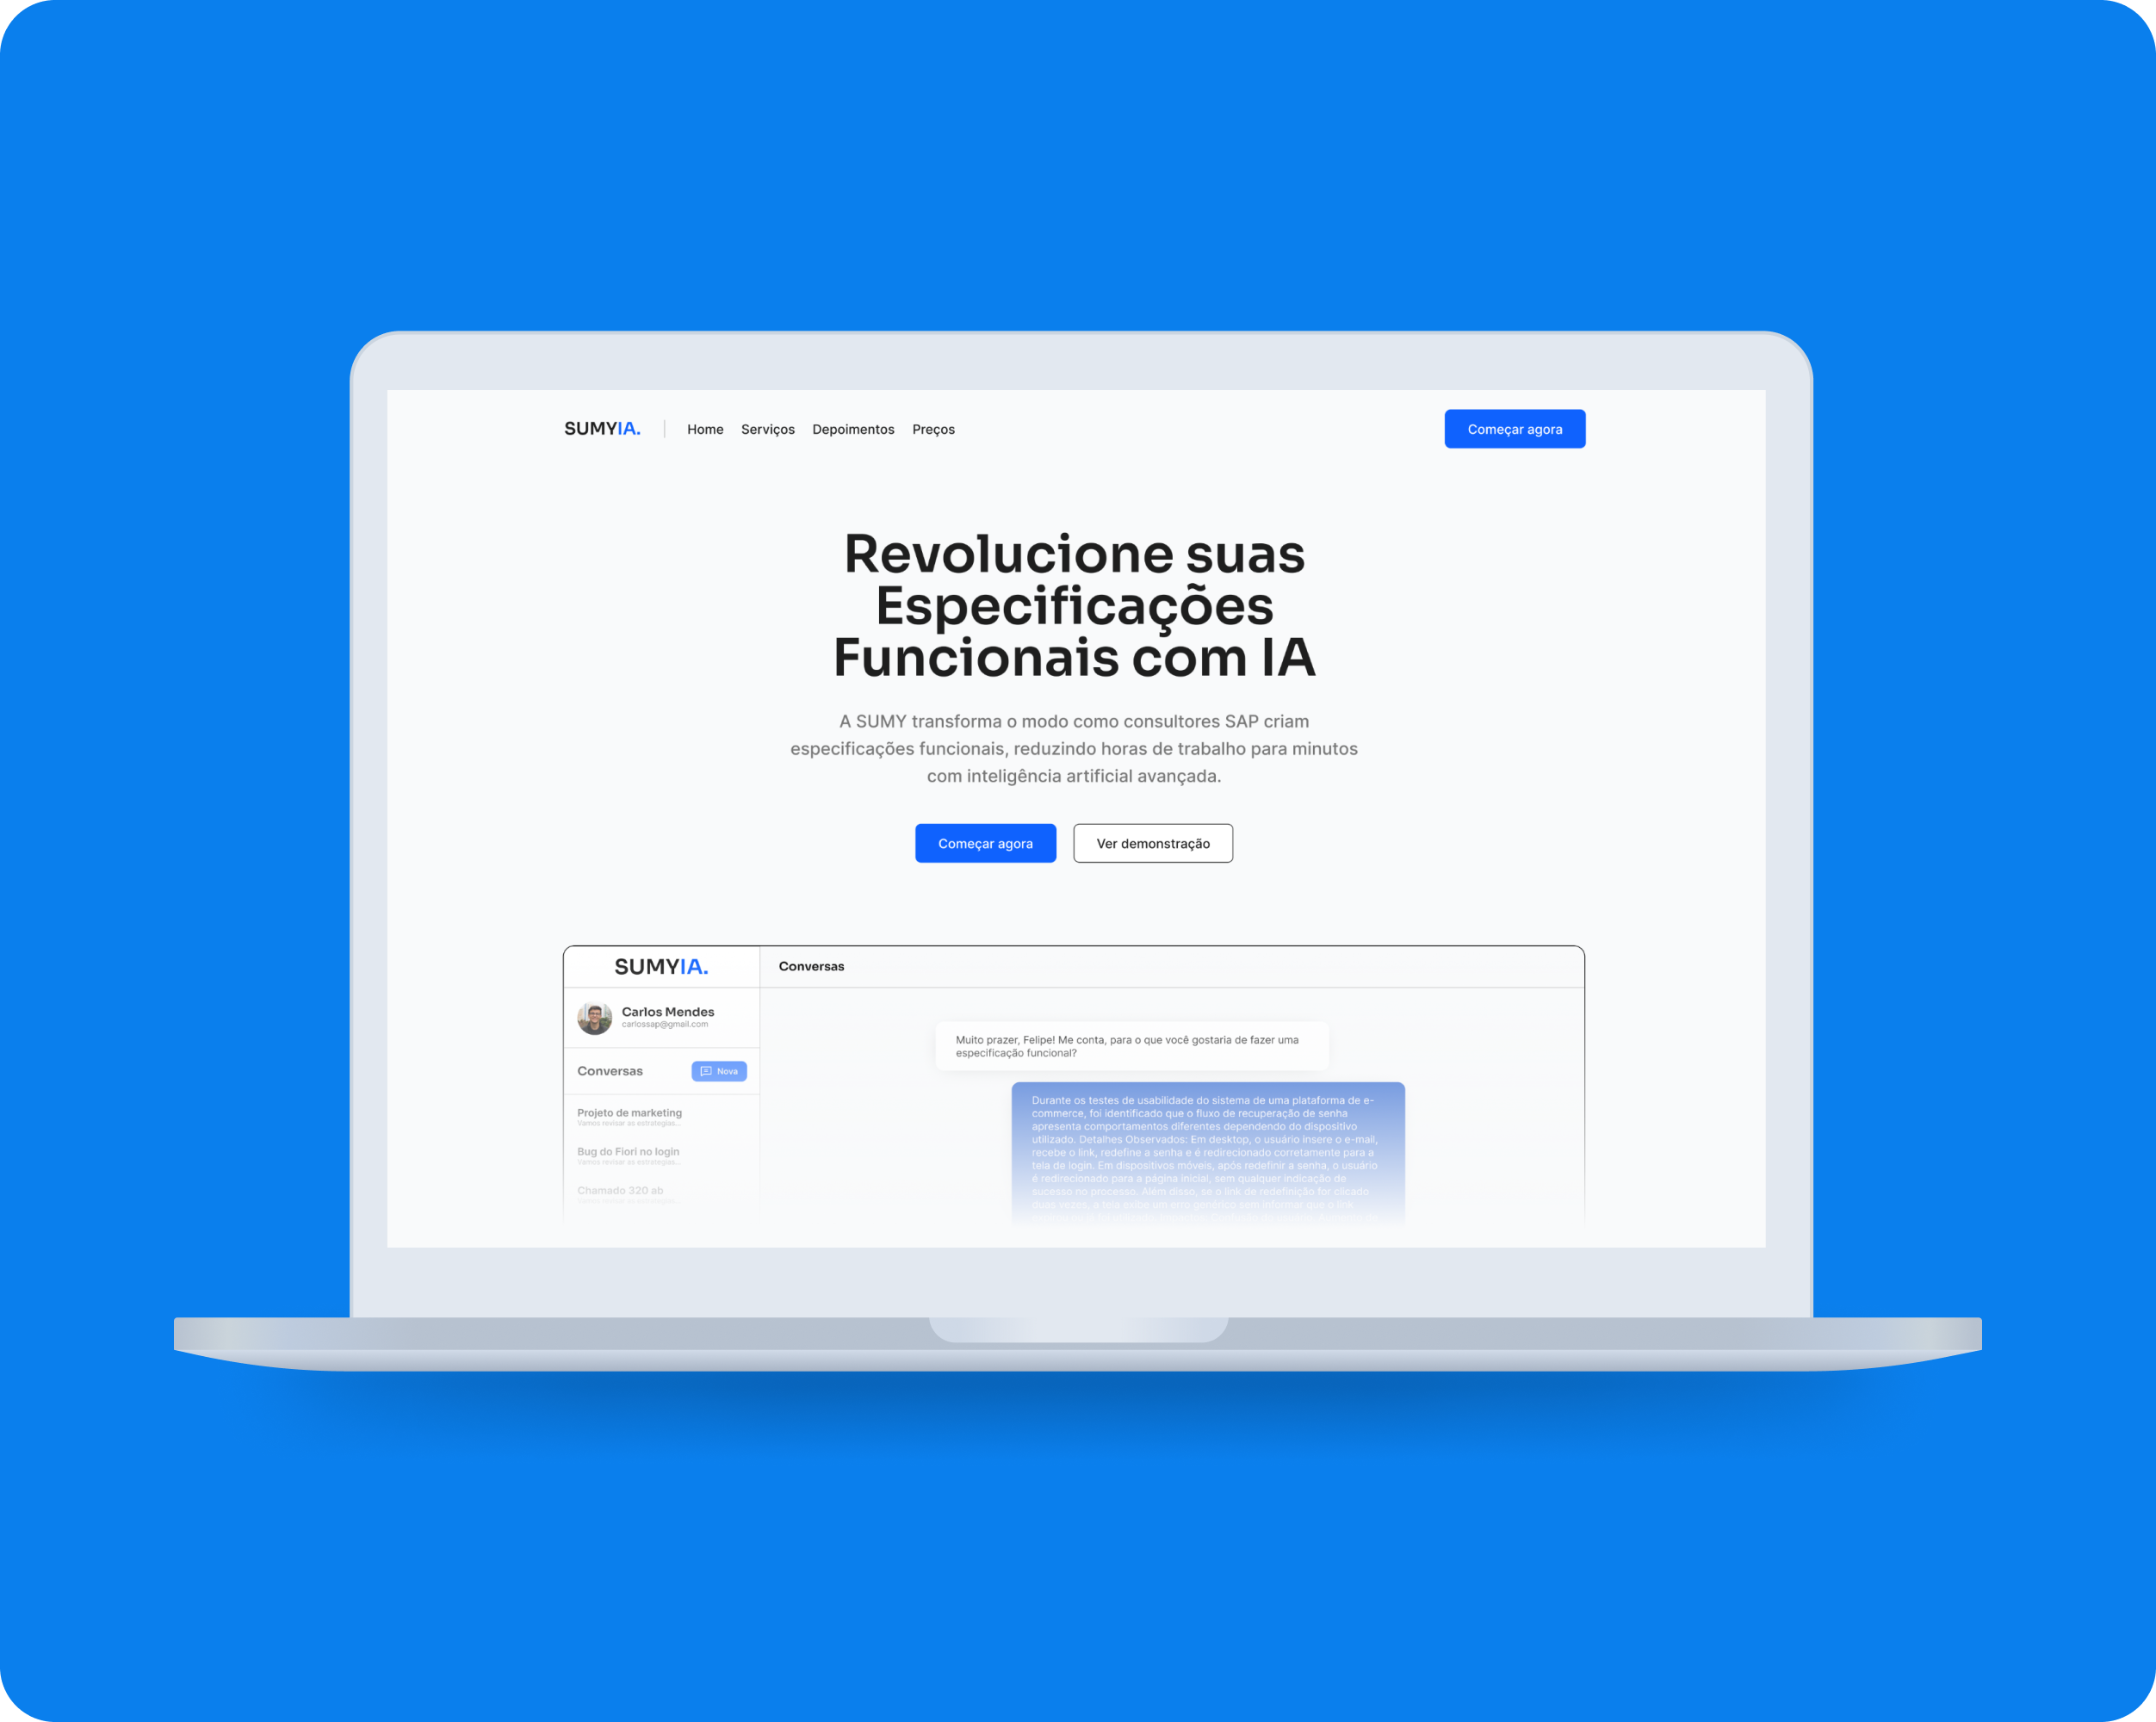 SUMYIA.
Home Serviços Depoimentos Preços
Começar agora
Revolucione suas
Especificações
Funcionais com IA
A SUMY transforma o modo como consultores SAP criam
especificações funcionais, reduzindo horas de trabalho para minutos
com inteligência artificial avançada.
Começar agora
Ver demonstração
SUMYIA.
Carlos Mendes
carlossap@gmail.com
Conversas
Nova
Projeto de marketing
Vamos revisar as estrategias...
Bug do Fiori no login
Vamos revisar as estrategias...
Chamado 320 ab
Conversas
Muito prazer, Felipe! Me conta, para o que você gostaria de fazer uma
especificação funcional?
Durante os testes de usabilidade do sistema de uma plataforma de e-
commerce, foi identificado que o fluxo de recuperação de senha
apresenta comportamentos diferentes dependendo do dispositivo
utilizado. Detalhes Observados: Em desktop, o usuário insere o e-mail,
recebe o link, redefine a senha e é redirecionado corretamente para a
tela de login. Em dispositivos móveis, após redefinir a senha, o usuário
é redirecionado para a página inicial, sem qualquer indicação de
sucesso no processo. Além disso, se o link de redefinição for clicado
duas vezes, a tela exibe um erro genérico sem informar que o link